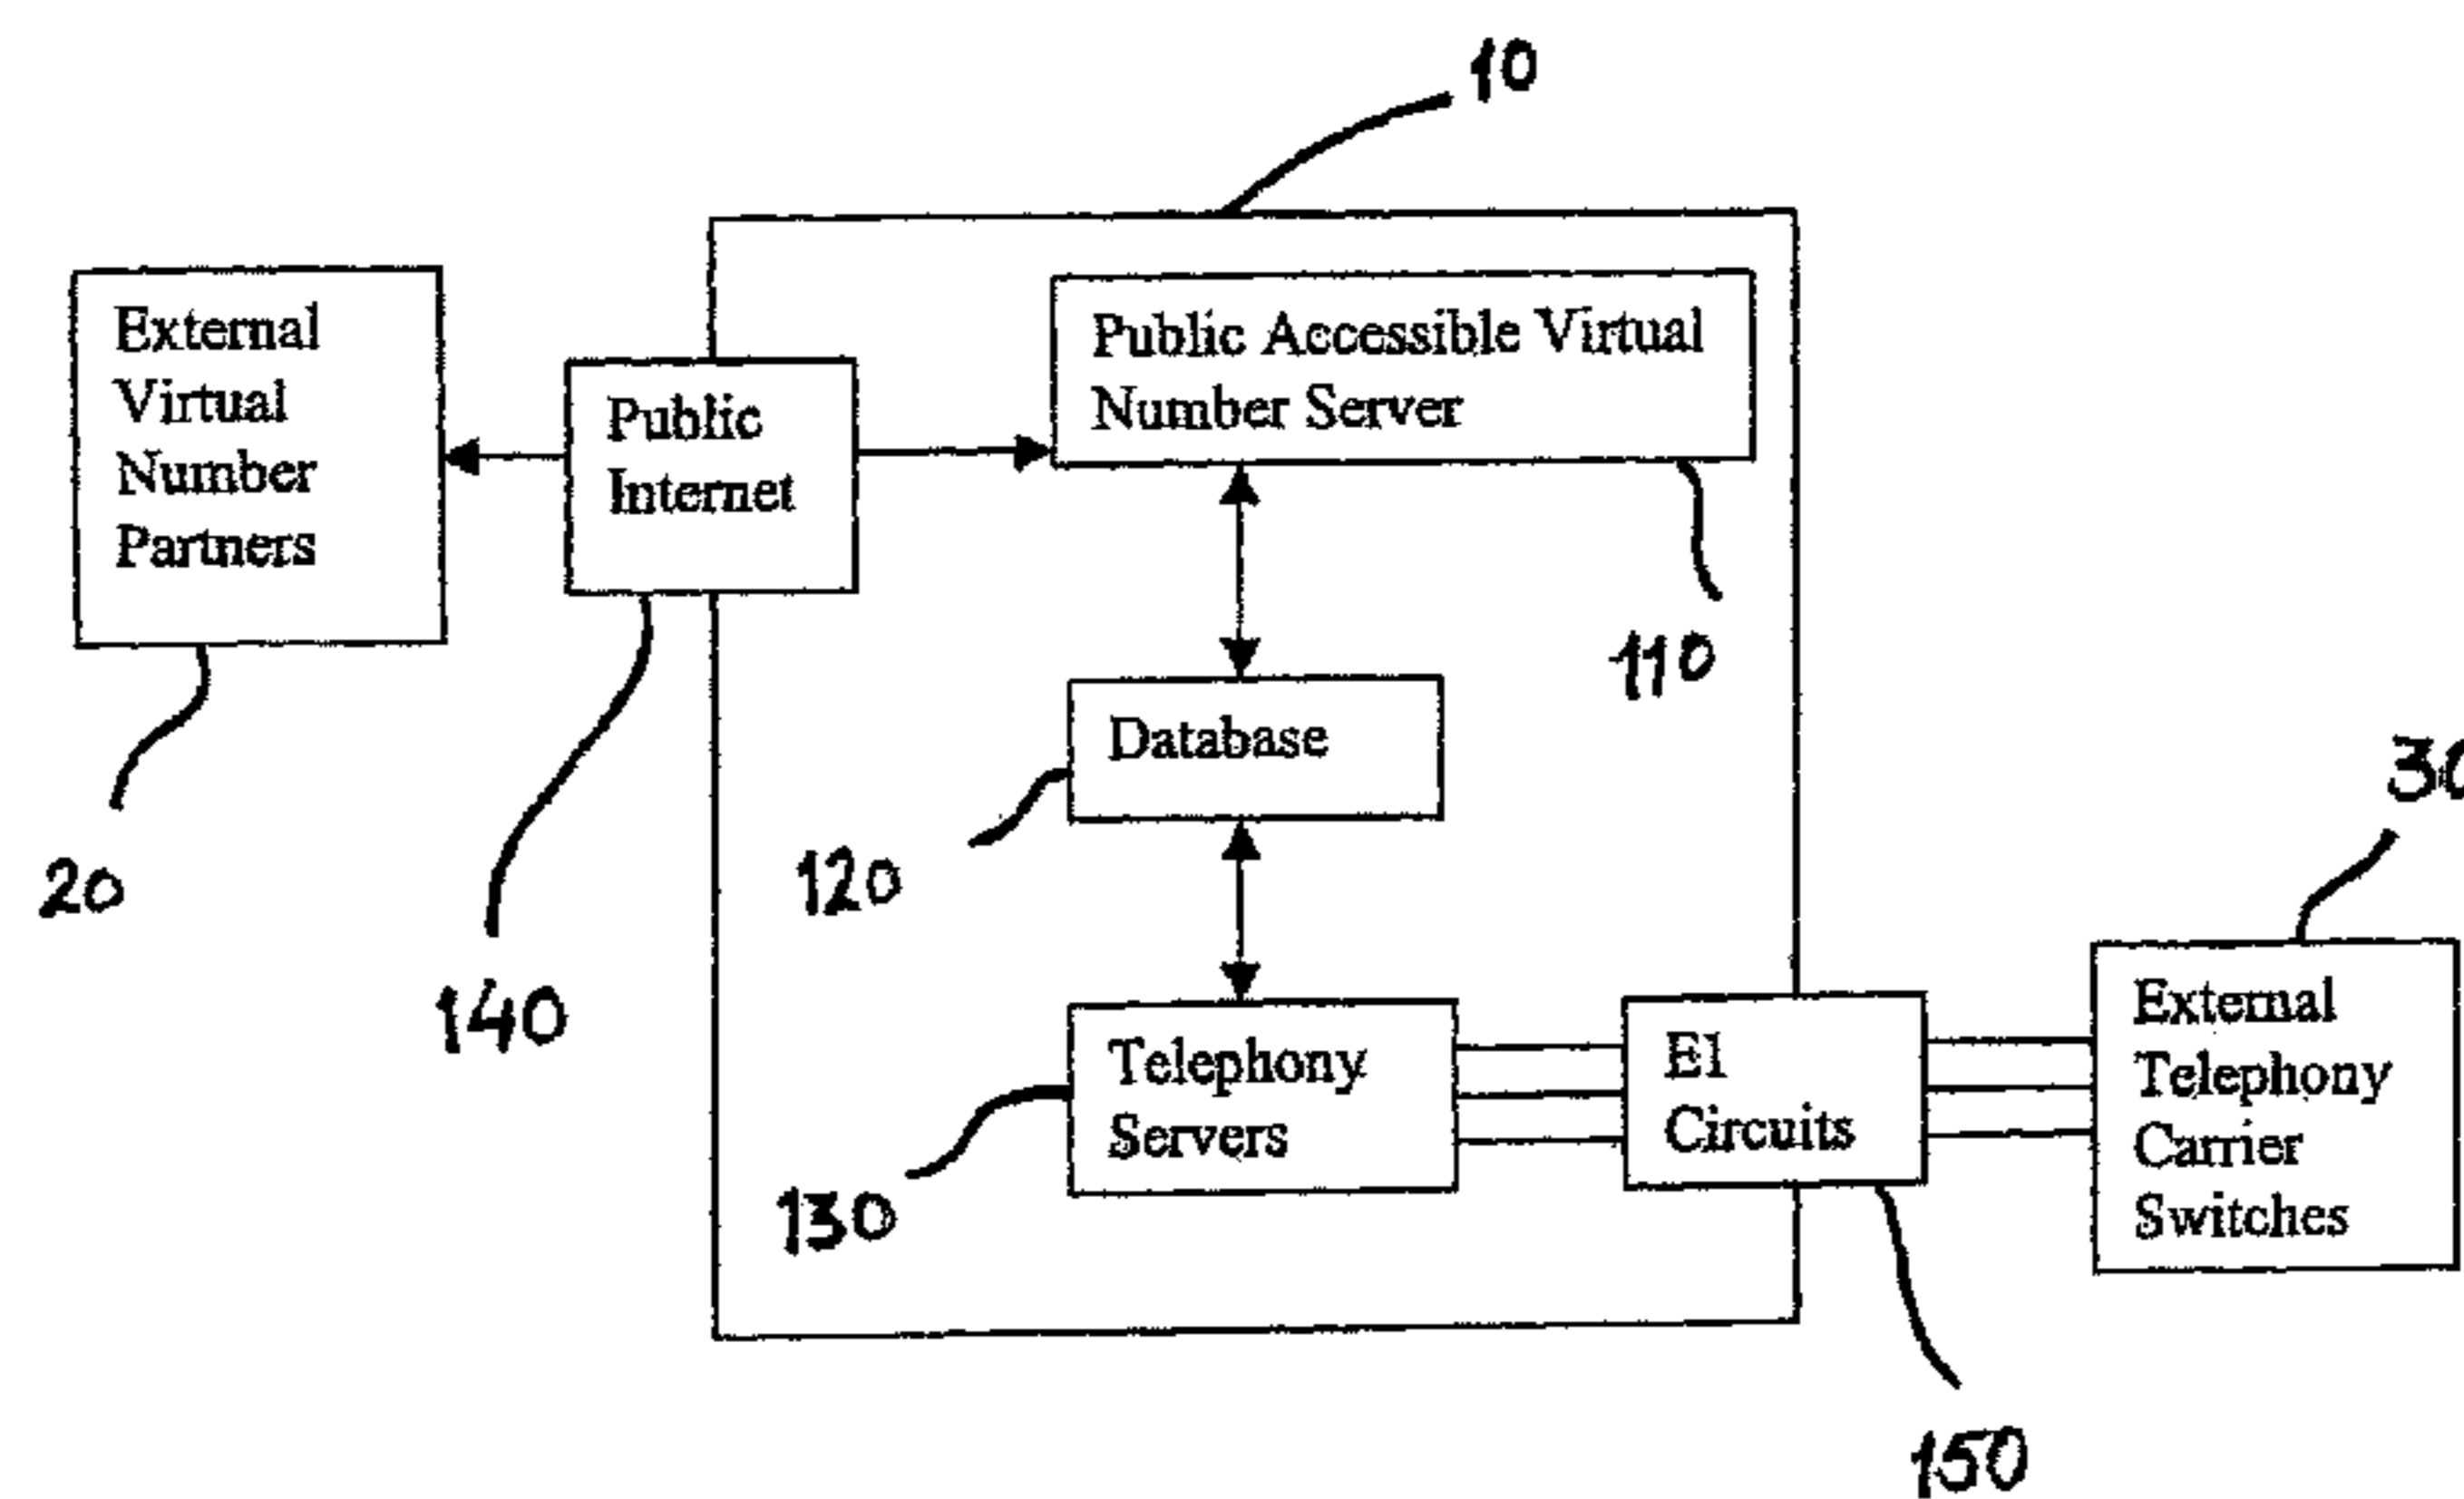 10
External
Virtual
Number
Partners
Public
Internet
Public Accessible Virtual
Number Server
110
Database
30
120
20
140
Telephony
Servers
E1
Circuits
External
Telephony
Carrier
Switches
130
150